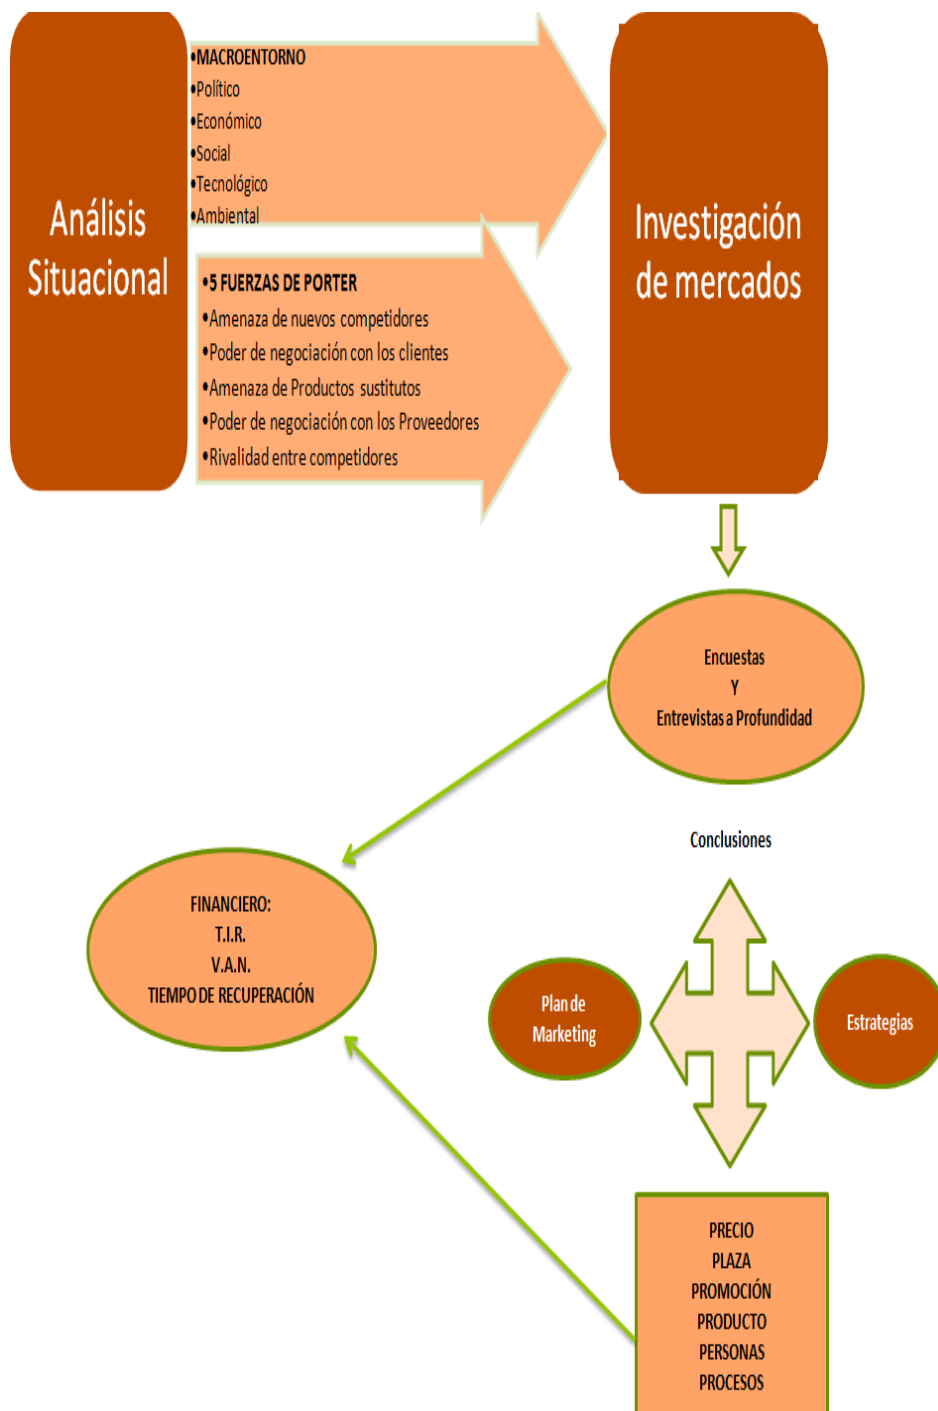 Análisis
Situacional
•MACROENTORNO
•Político
•Económico
•Social
•Tecnológico
•Ambiental
•5 FUERZAS DE PORTER
•Amenaza de nuevos competidores
•Poder de negociación con los clientes
•Amenaza de Productos sustitutos
•Poder de negociación con los Proveedores
•Rivalidad entre competidores
Investigación
de mercados
Encuestas
Y
Entrevistas a Profundidad
Conclusiones
FINANCIERO:
T.I.R.
V.A.N.
TIEMPO DE RECUPERACIÓN
Plan de
Marketing
Estrategias
PRECIO
PLAZA
PROMOCIÓN
PRODUCTO
PERSONAS
PROCESOS